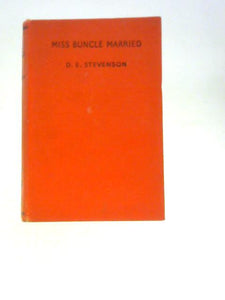 MISS BUNCLE MARRIED
D. E. STEVENSON